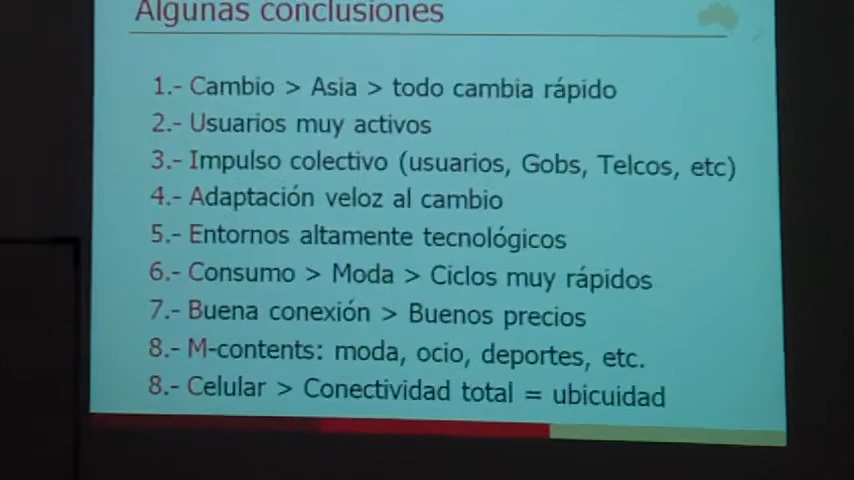 Algunas conclusiones
1.- Cambio > Asia > todo cambia rápido
2.- Usuarios muy activos
3.- Impulso colectivo (usuarios, Gobs, Telcos, etc)
4.- Adaptación veloz al cambio
5.- Entornos altamente tecnológicos
6.- Consumo > Moda > Ciclos muy rápidos
7.- Buena conexión > Buenos precios
8.- M-contents: moda, ocio, deportes, etc.
8.- Celular > Conectividad total = ubicuidad